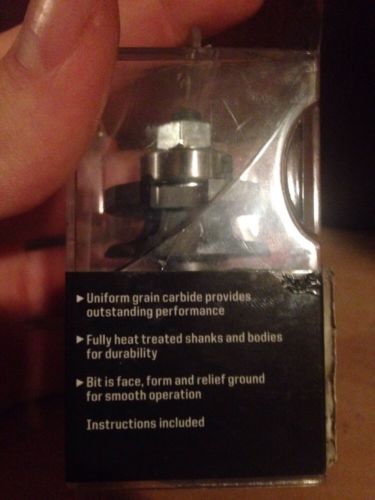 ▶ Uniform grain carbide provides
outstanding performance
▶ Fully heat treated shanks and bodies
for durability
▶ Bit is face, form and relief ground
for smooth operation
Instructions included